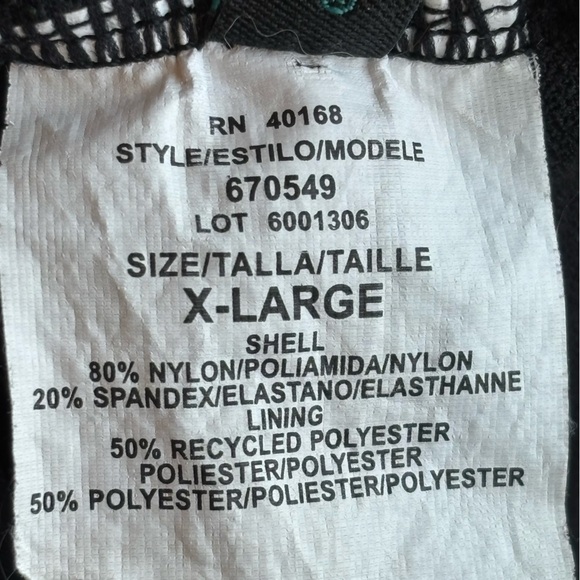 RN 40168
STYLE/ESTILO/MODELE
670549
LOT 6001306
SIZE/TALLA/TAILLE
X-LARGE
SHELL
80% NYLON/POLIAMIDA/NYLON
20% SPANDEX/ELASTANO/ELASTHANNE
LINING
50% RECYCLED POLYESTER
POLIESTER/POLYESTER
50% POLYESTER/POLIESTER/POLYESTER